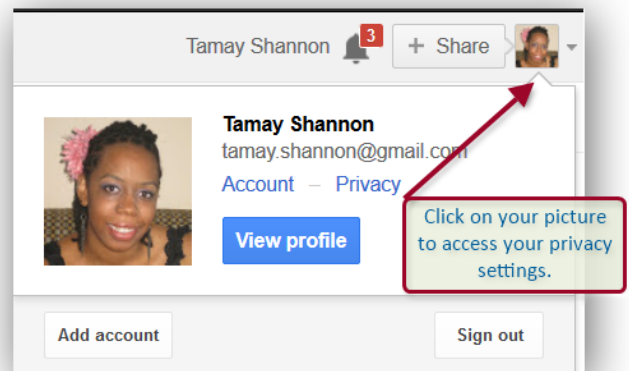 Tamay Shannon 3 + Share
Tamay Shannon
tamay.shannon@gmail.com
Account – Privacy
View profile
Click on your picture
to access your privacy
settings.
Add account Sign out